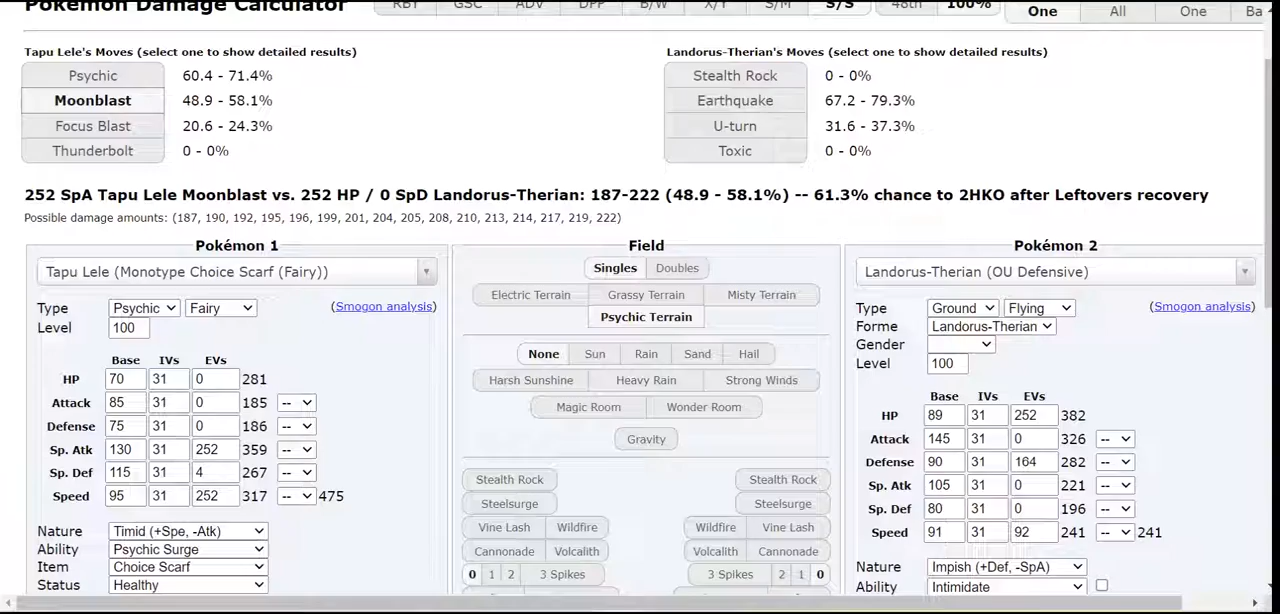 Pokémon Damage Calculator RBY GSC ADV DPP B/W X/Y S/M S/S 48th 100% One All One Ba
Tapu Lele's Moves (select one to show detailed results) Landorus-Therian's Moves (select one to show detailed results)
Psychic 60.4 - 71.4% Stealth Rock 0 - 0%
Moonblast 48.9 - 58.1% Earthquake 67.2 - 79.3%
Focus Blast 20.6 - 24.3% U-turn 31.6 - 37.3%
Thunderbolt 0 - 0% Toxic 0 - 0%
252 SpA Tapu Lele Moonblast vs. 252 HP / 0 SpD Landorus-Therian: 187-222 (48.9 - 58.1%) -- 61.3% chance to 2HKO after Leftovers recovery
Possible damage amounts: (187, 190, 192, 195, 196, 199, 201, 204, 205, 208, 210, 213, 214, 217, 219, 222)
Pokémon 1
Tapu Lele (Monotype Choice Scarf (Fairy))
Type Psychic Fairy (Smogon analysis)
Level 100
Base IVs EVs
HP 70 31 0 281
Attack 85 31 0 185 --
Defense 75 31 0 186 --
Sp. Atk 130 31 252 359 --
Sp. Def 115 31 4 267 --
Speed 95 31 252 317 -- 475
Nature Timid (+Spe, -Atk)
Ability Psychic Surge
Item Choice Scarf
Status Healthy
Field
Singles Doubles
Electric Terrain Grassy Terrain Misty Terrain
Psychic Terrain
None Sun Rain Sand Hail
Harsh Sunshine Heavy Rain Strong Winds
Magic Room Wonder Room
Gravity
Stealth Rock Stealth Rock
Steelsurge Steelsurge
Vine Lash Wildfire Wildfire Vine Lash
Cannonade Volcalith Volcalith Cannonade
0 1 2 3 Spikes 3 Spikes 2 1 0
Pokémon 2
Landorus-Therian (OU Defensive)
Type Ground Flying (Smogon analysis)
Forme Landorus-Therian
Gender
Level 100
Base IVs EVs
HP 89 31 252 382
Attack 145 31 0 326 --
Defense 90 31 164 282 --
Sp. Atk 105 31 0 221 --
Sp. Def 80 31 0 196 --
Speed 91 31 92 241 -- 241
Nature Impish (+Def, -SpA)
Ability Intimidate